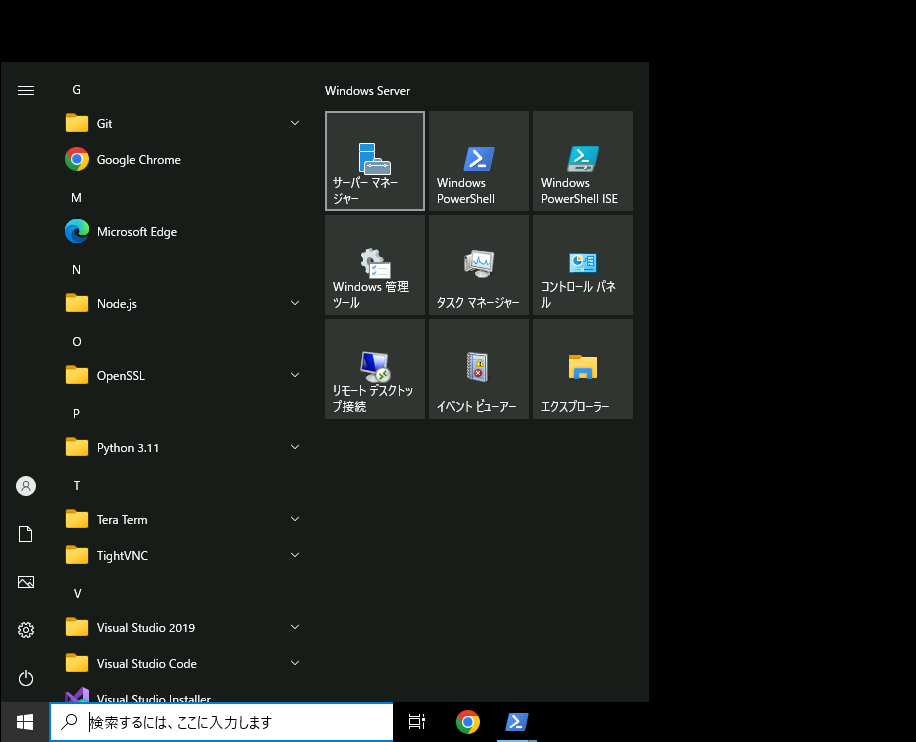 G
Git
Google Chrome
M
Microsoft Edge
N
Node.js
O
OpenSSL
P
Python 3.11
T
Tera Term
TightVNC
V
Visual Studio 2019
Visual Studio Code
Visual Studio Installer
Windows Server
サーバー マネー
ジャー
Windows
PowerShell
Windows
PowerShell ISE
Windows 管理
ツール
タスク マネージャー
コントロール パネ
ル
リモート デスクトッ
プ接続
イベント ビューアー
エクスプローラー
検索するには、ここに入力します